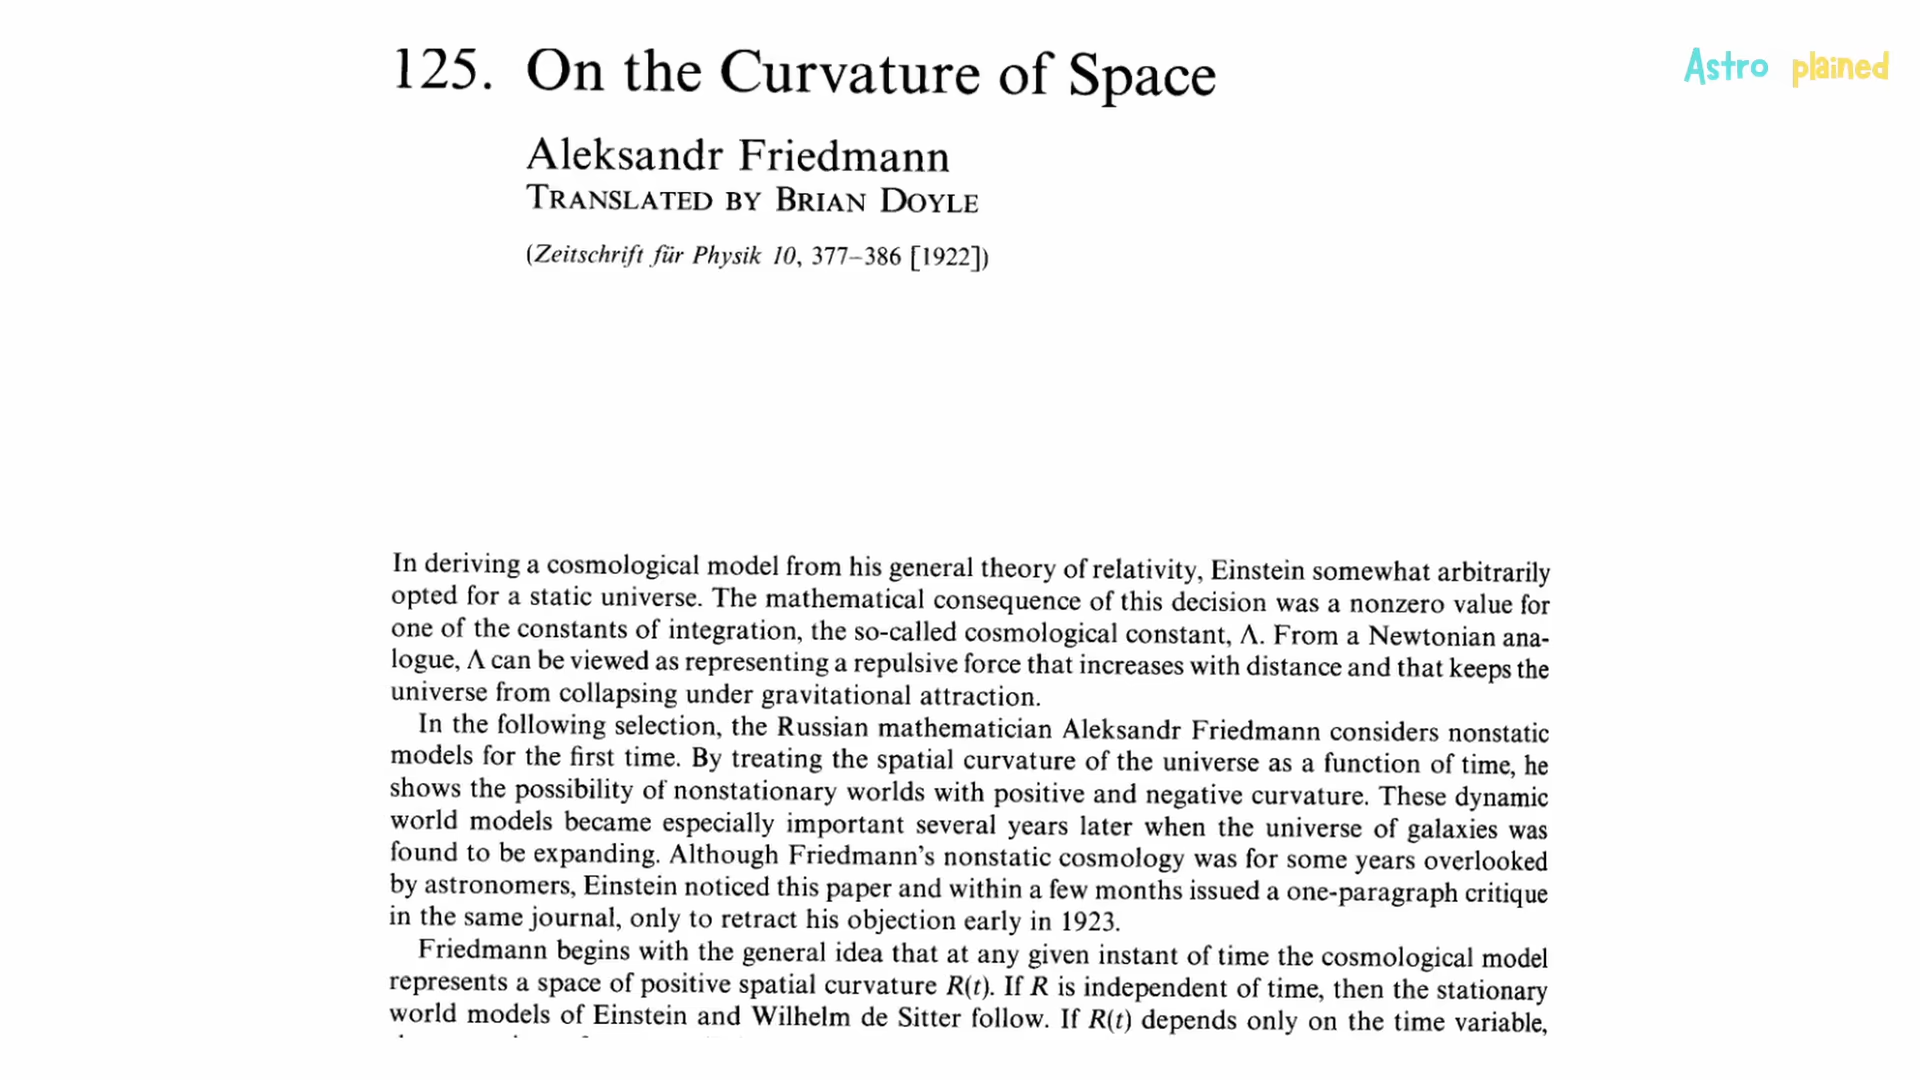 125. On the Curvature of Space
Astro plained
Aleksandr Friedmann
TRANSLATED BY BRIAN DOYLE
(Zeitschrift für Physik 10, 377–386 [1922])
In deriving a cosmological model from his general theory of relativity, Einstein somewhat arbitrarily
opted for a static universe. The mathematical consequence of this decision was a nonzero value for
one of the constants of integration, the so-called cosmological constant, Λ. From a Newtonian ana-
logue, Λ can be viewed as representing a repulsive force that increases with distance and that keeps the
universe from collapsing under gravitational attraction.
In the following selection, the Russian mathematician Aleksandr Friedmann considers nonstatic
models for the first time. By treating the spatial curvature of the universe as a function of time, he
shows the possibility of nonstationary worlds with positive and negative curvature. These dynamic
world models became especially important several years later when the universe of galaxies was
found to be expanding. Although Friedmann’s nonstatic cosmology was for some years overlooked
by astronomers, Einstein noticed this paper and within a few months issued a one-paragraph critique
in the same journal, only to retract his objection early in 1923.
Friedmann begins with the general idea that at any given instant of time the cosmological model
represents a space of positive spatial curvature R(t). If R is independent of time, then the stationary
world models of Einstein and Wilhelm de Sitter follow. If R(t) depends only on the time variable,